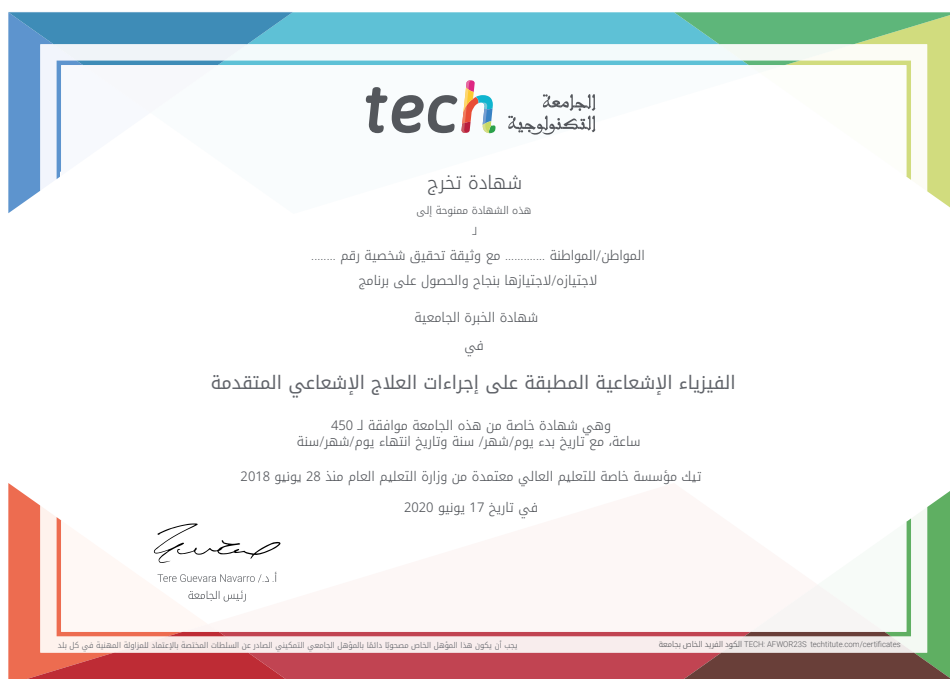 tech الجامعة
التكنولوجية
شهادة تخرج
هذه الشهادة ممنوحة إلى
لـ
المواطن/المواطنة ............. مع وثيقة تحقيق شخصية رقم ........
لاجتيازه/لاجتيازها بنجاح والحصول على برنامج
شهادة الخبرة الجامعية
في
الفيزياء الإشعاعية المطبقة على إجراءات العلاج الإشعاعي المتقدمة
وهي شهادة خاصة من هذه الجامعة موافقة لـ 450
ساعة، مع تاريخ بدء يوم/شهر/ سنة وتاريخ انتهاء يوم/شهر/سنة
تيك مؤسسة خاصة للتعليم العالي معتمدة من وزارة التعليم العام منذ 28 يونيو 2018
في تاريخ 17 يونيو 2020
أ. د./ Tere Guevara Navarro
رئيس الجامعة
يجب أن يكون هذا المؤهل الخاص مصحوبًا دائمًا بالمؤهل الجامعي التمكيني الصادر عن السلطات المختصة بالإعتماد للمزاولة المهنية في كل بلد
الكود الفريد الخاص بجامعة TECH: AFWOR23S techtitute.com/certificates